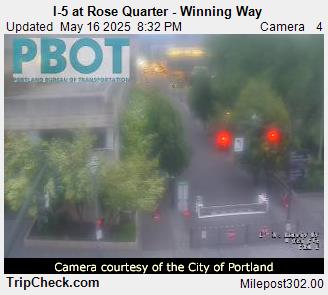 I-5 at Rose Quarter - Winning Way
Updated May 16 2025 8:32 PM Camera 4
PBOT
PORTLAND BUREAU OF TRANSPORTATION
Camera courtesy of the City of Portland
TripCheck.com Milepost302.00